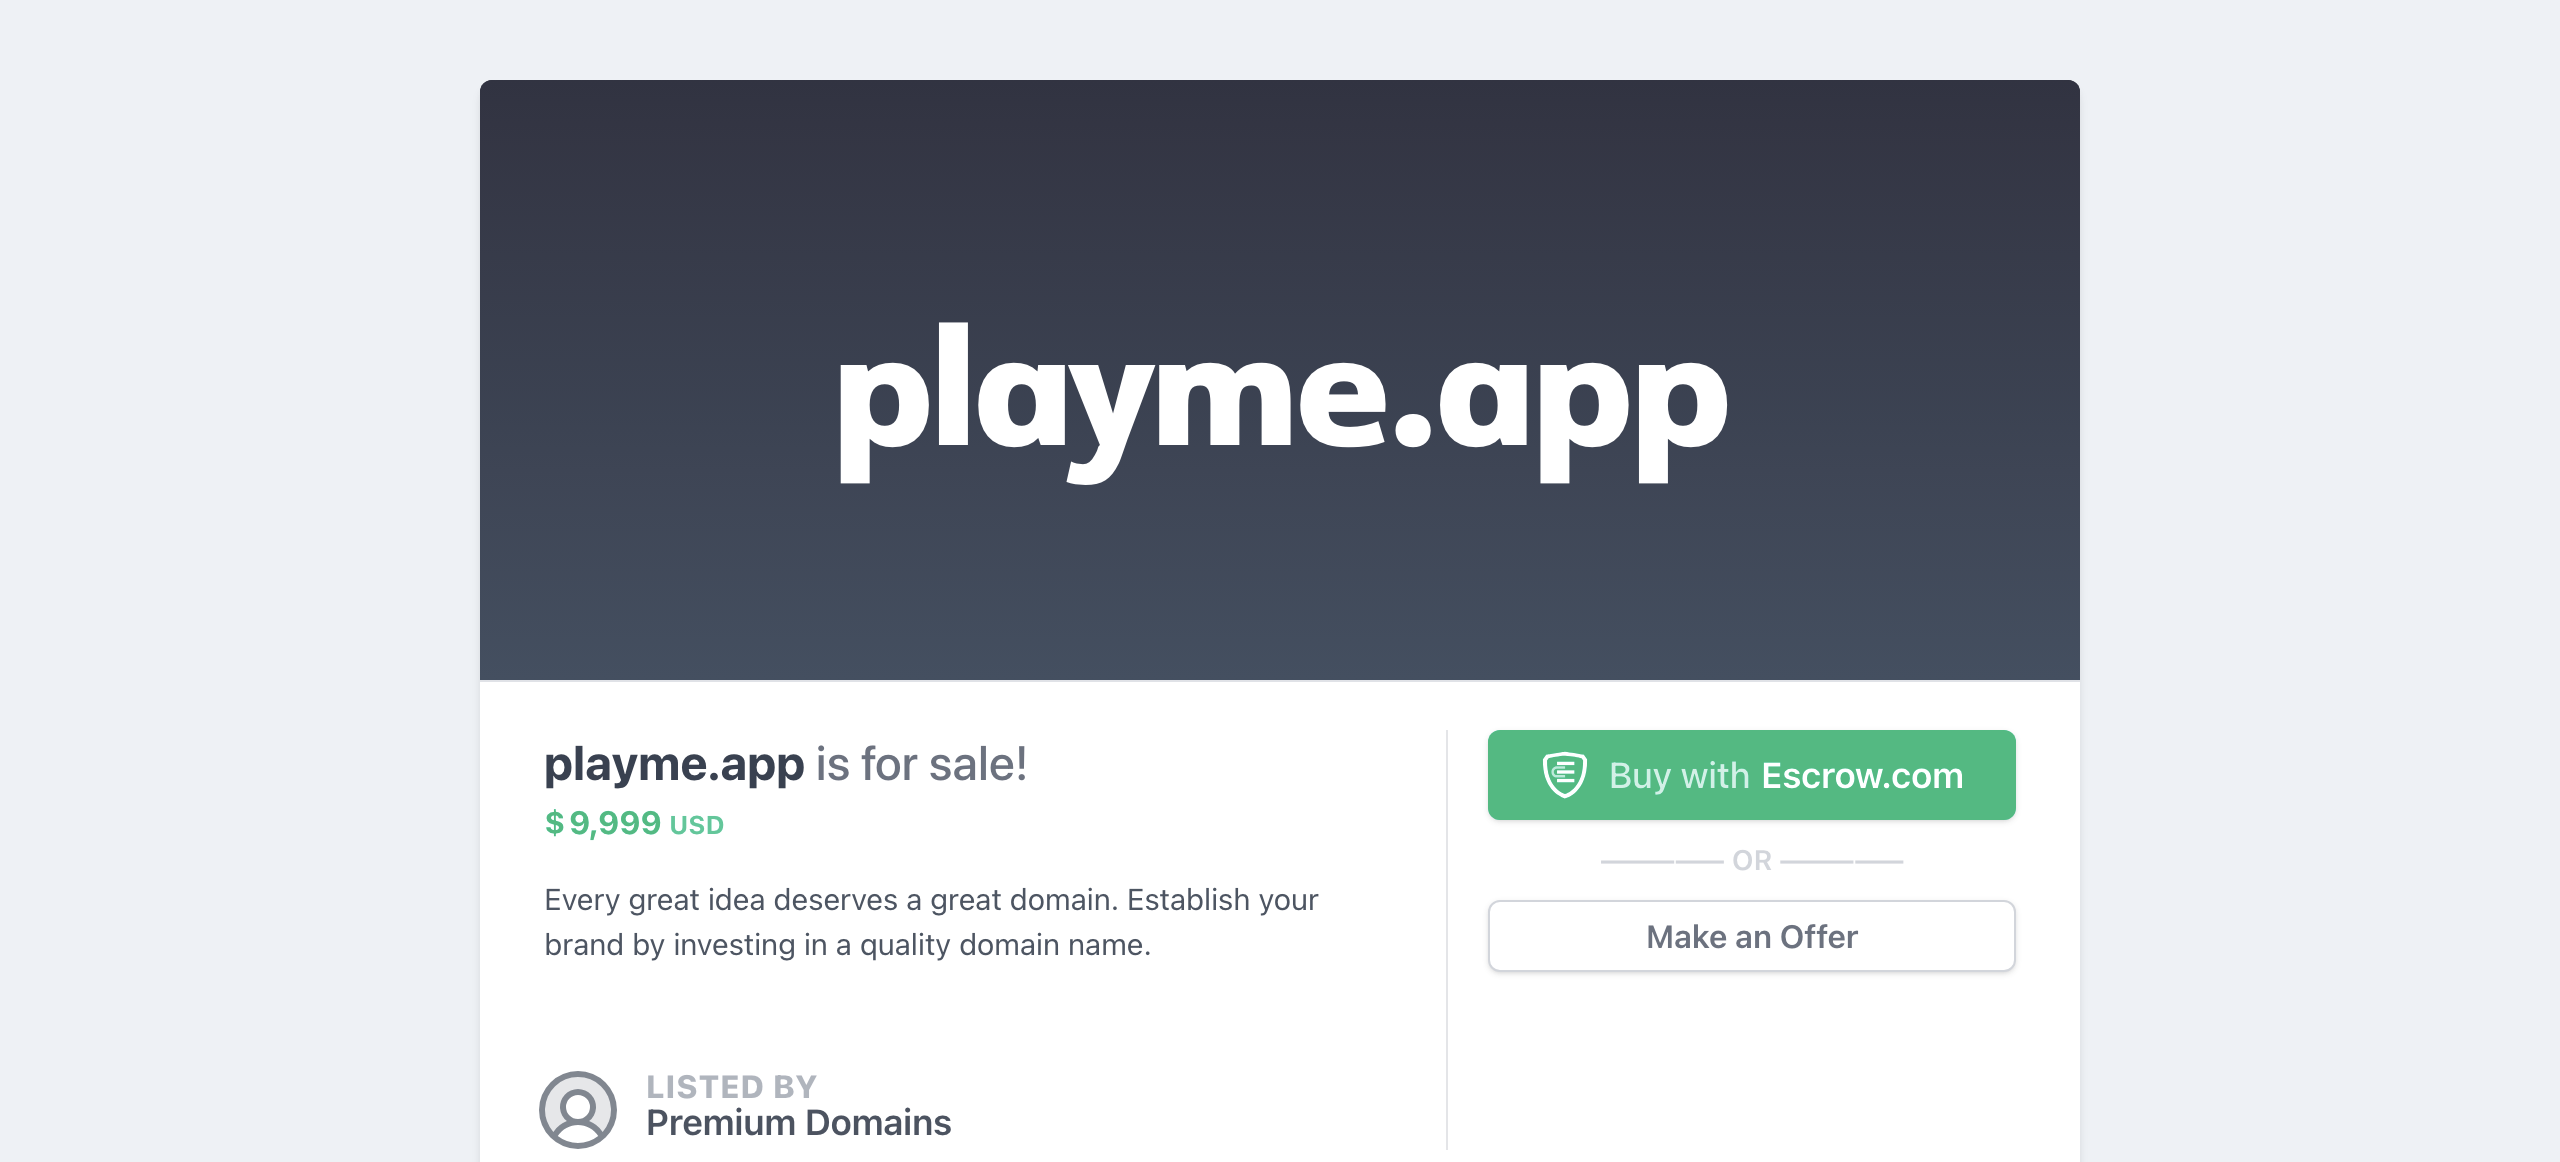 playme.app
playme.app is for sale!
$9,999 USD
Every great idea deserves a great domain. Establish your
brand by investing in a quality domain name.
LISTED BY
Premium Domains
Buy with Escrow.com
OR
Make an Offer